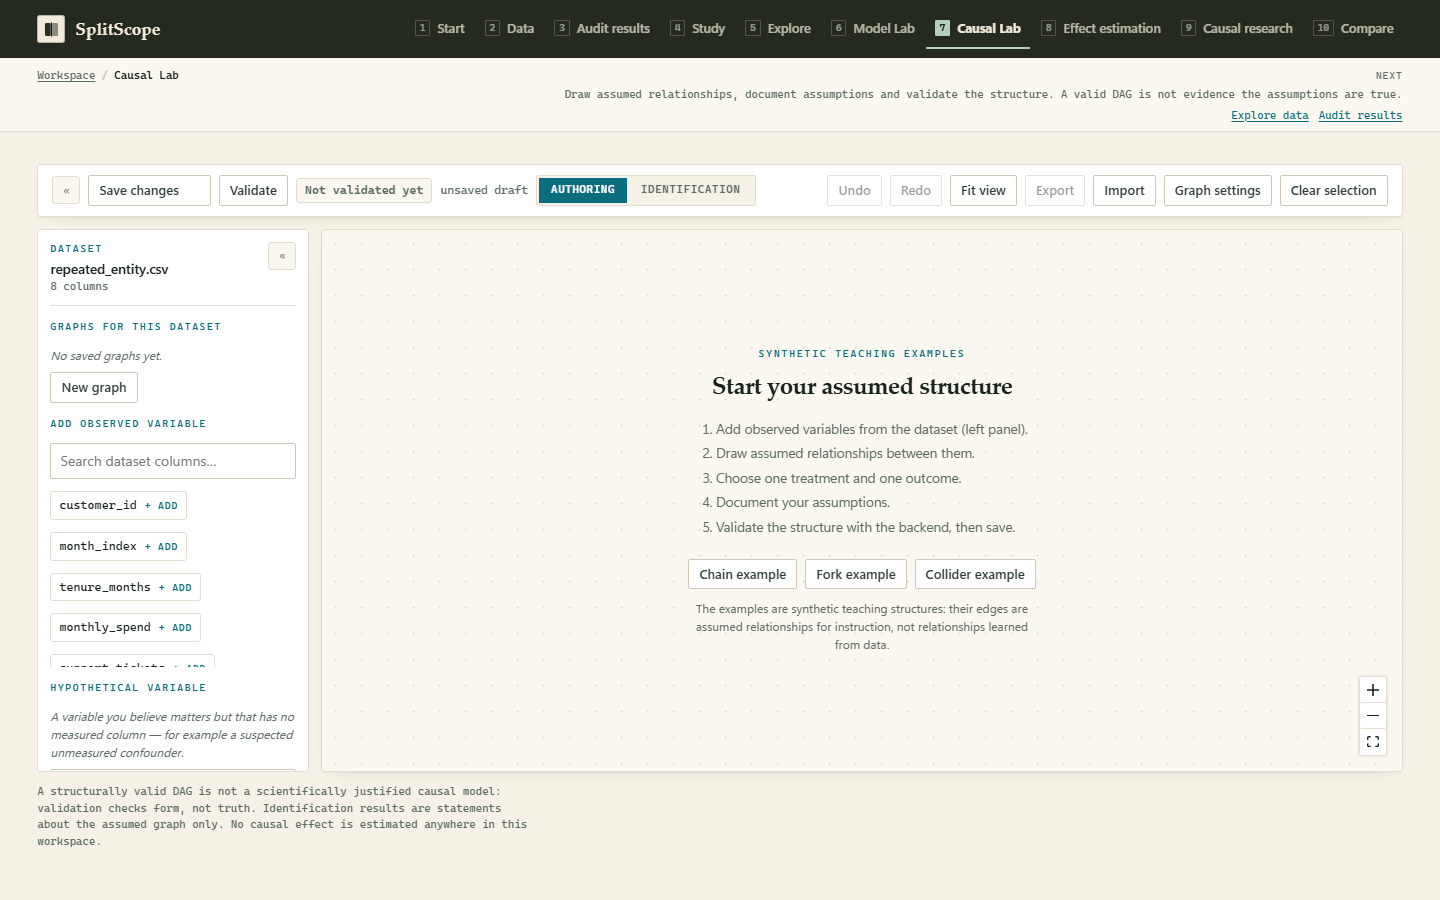 SplitScope
1 Start 2 Data 3 Audit results 4 Study 5 Explore 6 Model Lab 7 Causal Lab 8 Effect estimation 9 Causal research 10 Compare
Workspace / Causal Lab
NEXT
Draw assumed relationships, document assumptions and validate the structure. A valid DAG is not evidence the assumptions are true.
Explore data Audit results
« Save changes Validate Not validated yet unsaved draft AUTHORING IDENTIFICATION Undo Redo Fit view Export Import Graph settings Clear selection
DATASET
«
repeated_entity.csv
8 columns
GRAPHS FOR THIS DATASET
No saved graphs yet.
New graph
ADD OBSERVED VARIABLE
Search dataset columns...
customer_id + ADD
month_index + ADD
tenure_months + ADD
monthly_spend + ADD
current_tickets + ADD
HYPOTHETICAL VARIABLE
A variable you believe matters but that has no
measured column — for example a suspected
unmeasured confounder.
SYNTHETIC TEACHING EXAMPLES
Start your assumed structure
1. Add observed variables from the dataset (left panel).
2. Draw assumed relationships between them.
3. Choose one treatment and one outcome.
4. Document your assumptions.
5. Validate the structure with the backend, then save.
Chain example Fork example Collider example
The examples are synthetic teaching structures: their edges are
assumed relationships for instruction, not relationships learned
from data.
A structurally valid DAG is not a scientifically justified causal model:
validation checks form, not truth. Identification results are statements
about the assumed graph only. No causal effect is estimated anywhere in this
workspace.